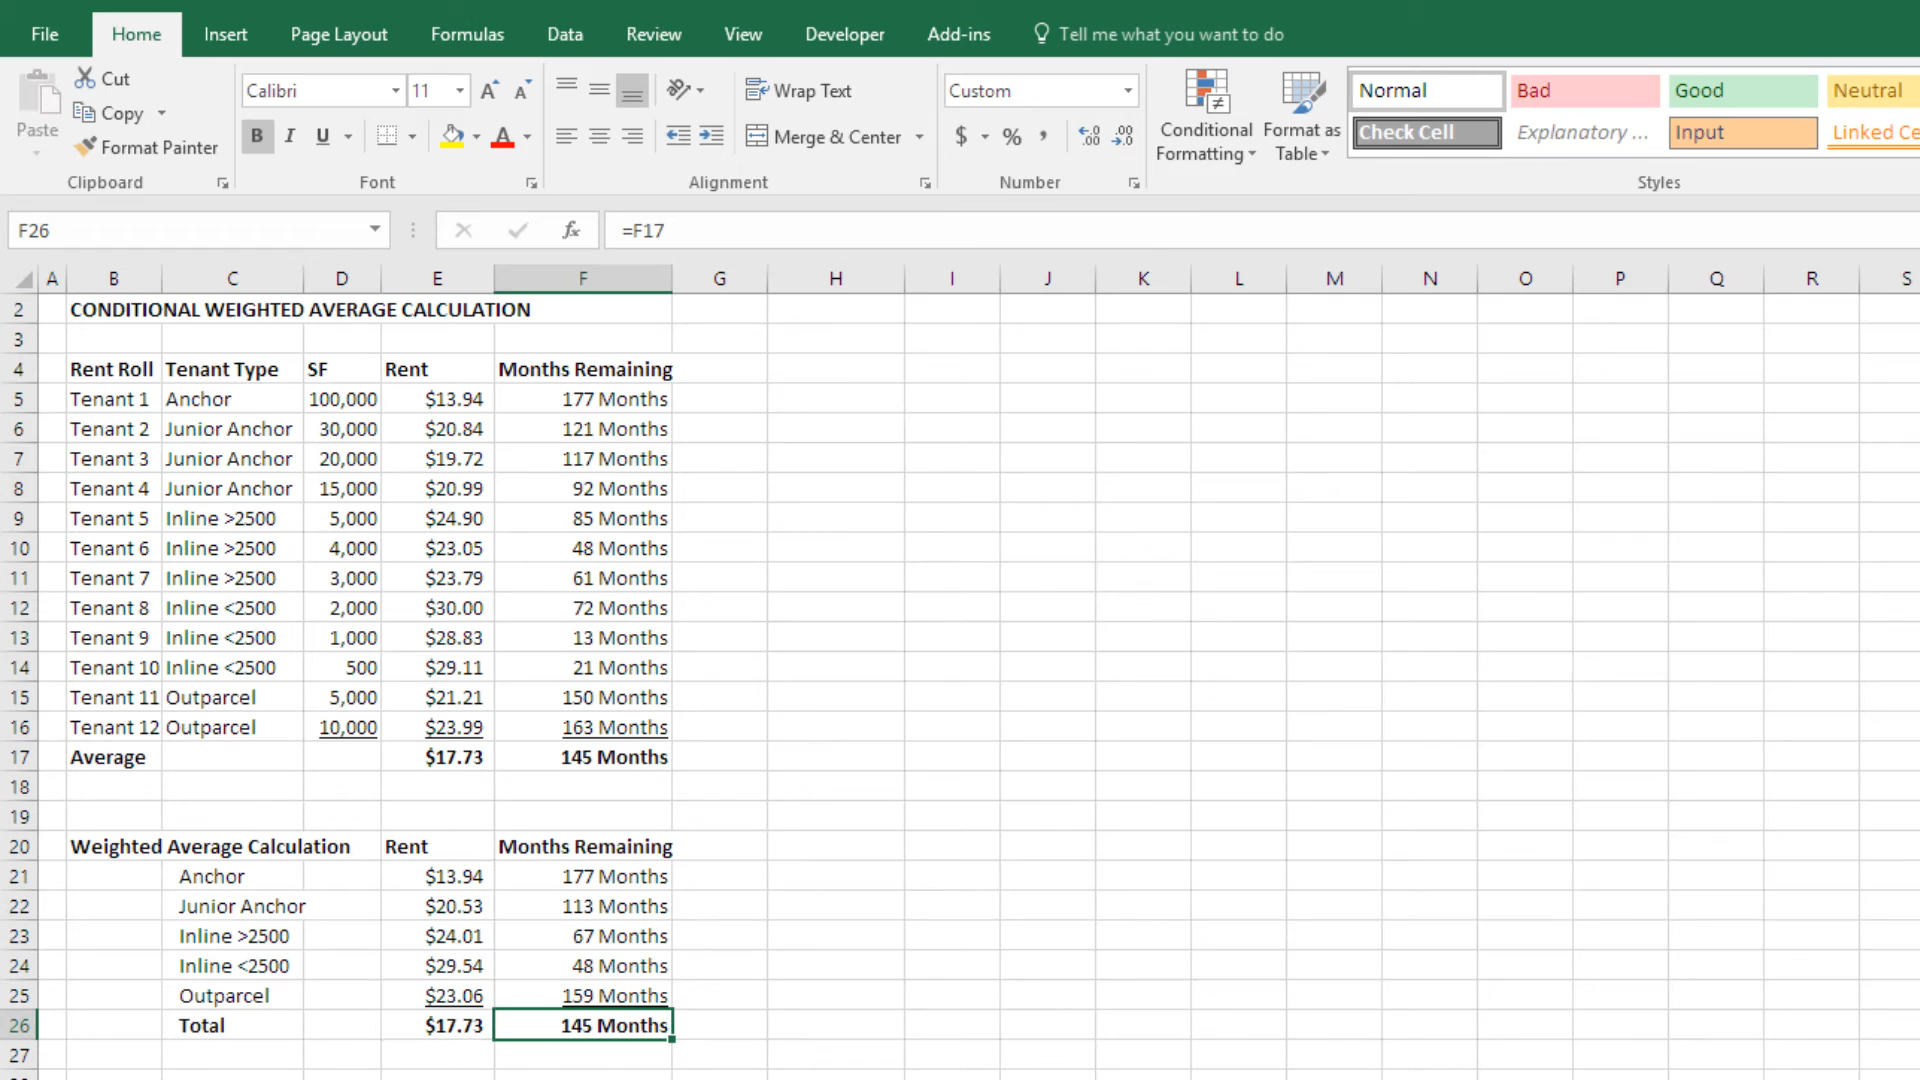 File Home Insert Page Layout Formulas Data Review View Developer Add-ins Tell me what you want to do
Paste
Cut
Copy
Format Painter
Clipboard
Calibri 11 A A
B I U A
Font
Wrap Text
Merge & Center
Alignment
Custom
$ % , .0 .00 .00 .0
Number
Conditional Formatting
Format as Table
Normal Bad Good Neutral
Check Cell Explanatory ... Input Linked Ce
Styles
F26 fx =F17
A B C D E F G H I J K L M N O P Q R S
2 CONDITIONAL WEIGHTED AVERAGE CALCULATION
3
4 Rent Roll Tenant Type SF Rent Months Remaining
5 Tenant 1 Anchor 100,000 $13.94 177 Months
6 Tenant 2 Junior Anchor 30,000 $20.84 121 Months
7 Tenant 3 Junior Anchor 20,000 $19.72 117 Months
8 Tenant 4 Junior Anchor 15,000 $20.99 92 Months
9 Tenant 5 Inline >2500 5,000 $24.90 85 Months
10 Tenant 6 Inline >2500 4,000 $23.05 48 Months
11 Tenant 7 Inline >2500 3,000 $23.79 61 Months
12 Tenant 8 Inline <2500 2,000 $30.00 72 Months
13 Tenant 9 Inline <2500 1,000 $28.83 13 Months
14 Tenant 10 Inline <2500 500 $29.11 21 Months
15 Tenant 11 Outparcel 5,000 $21.21 150 Months
16 Tenant 12 Outparcel 10,000 $23.99 163 Months
17 Average $17.73 145 Months
18
19
20 Weighted Average Calculation Rent Months Remaining
21 Anchor $13.94 177 Months
22 Junior Anchor $20.53 113 Months
23 Inline >2500 $24.01 67 Months
24 Inline <2500 $29.54 48 Months
25 Outparcel $23.06 159 Months
26 Total $17.73 145 Months
27